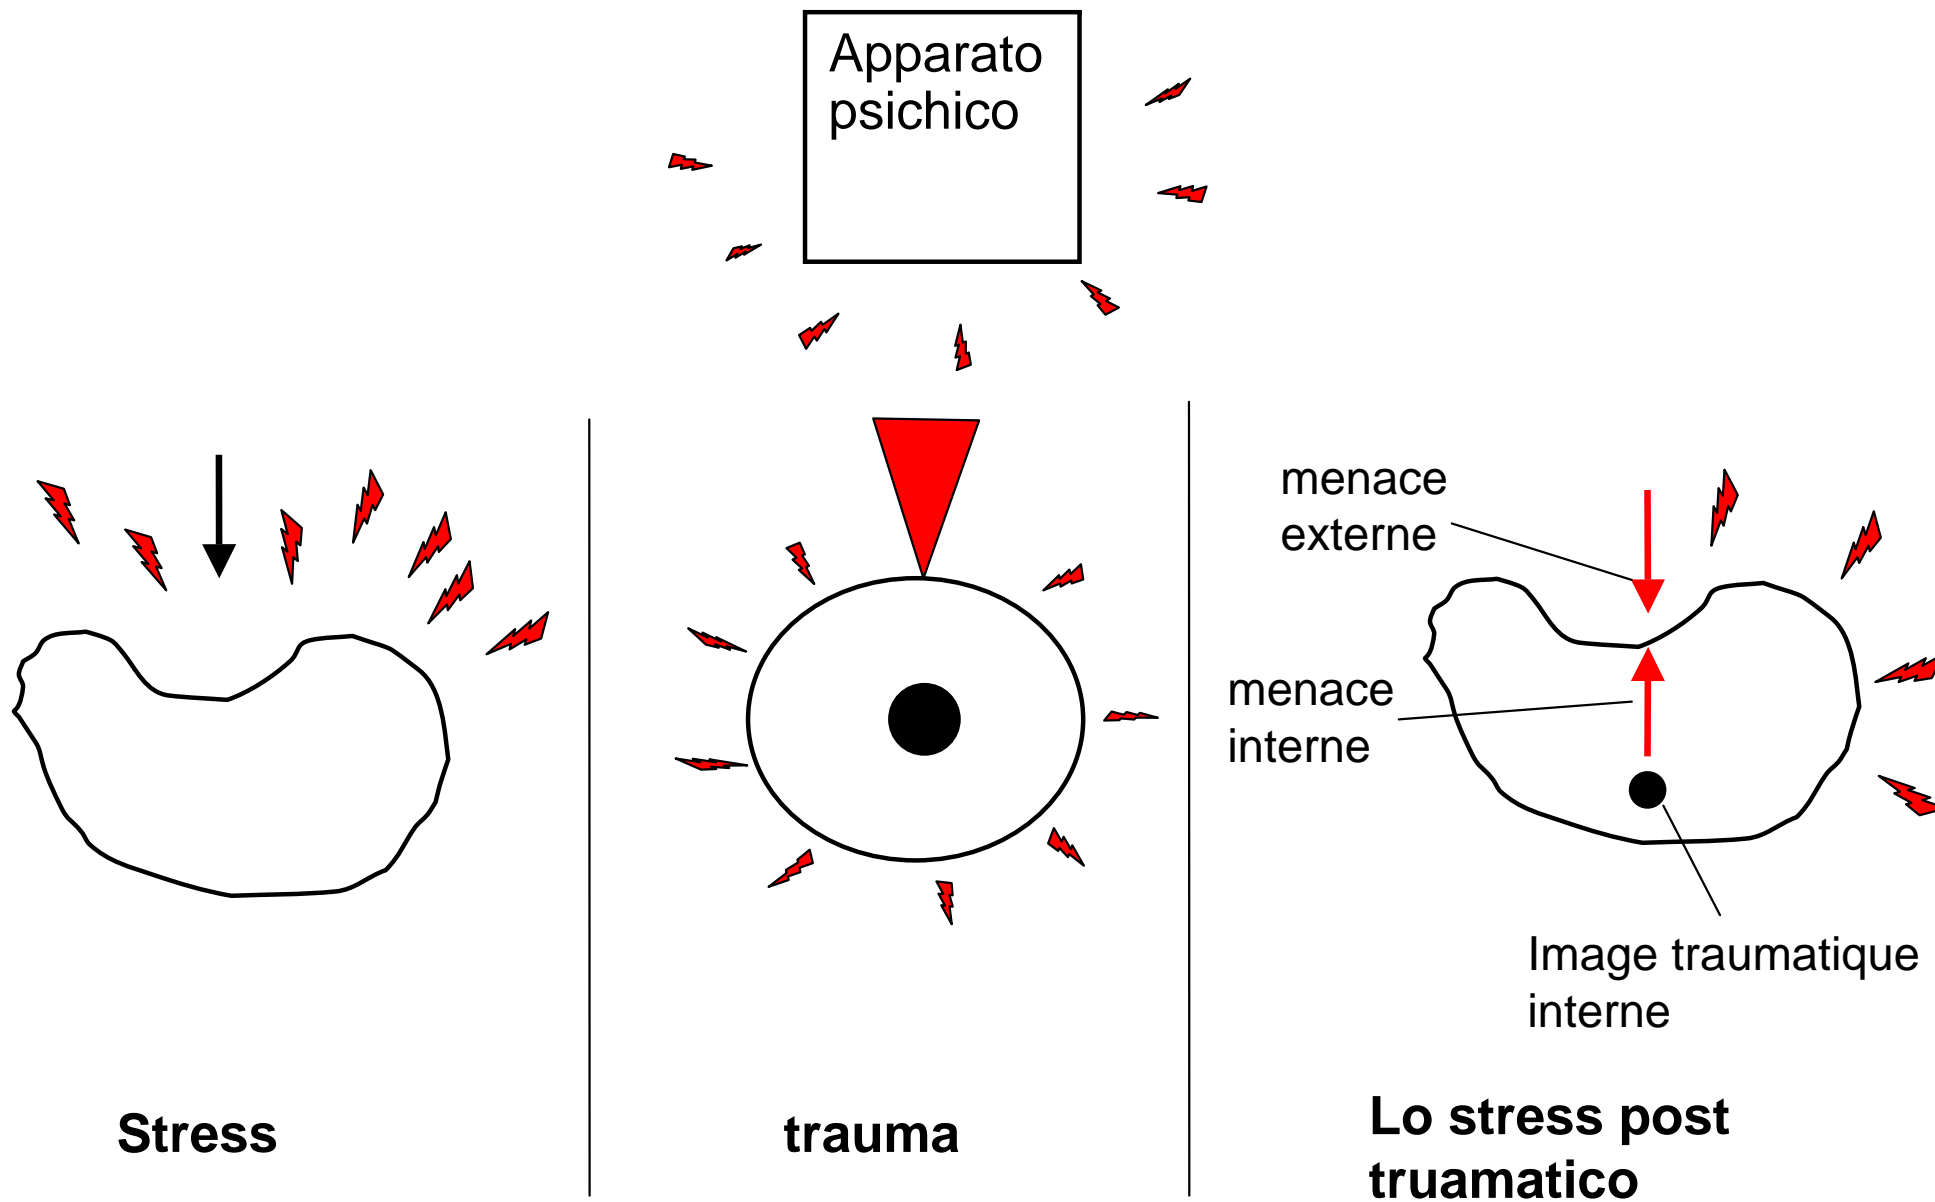 Apparato
psichico
menace
externe
menace
interne
Image traumatique
interne
Stress
trauma
Lo stress post
truamatico